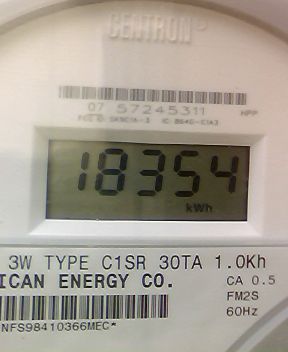 CENTRON®
07 57245311 HPP
18354
kWh
3W TYPE C1SR 30TA 1.0Kh
ICAN ENERGY CO. CA 0.5
FM2S
60Hz
NFS98410366MEC*